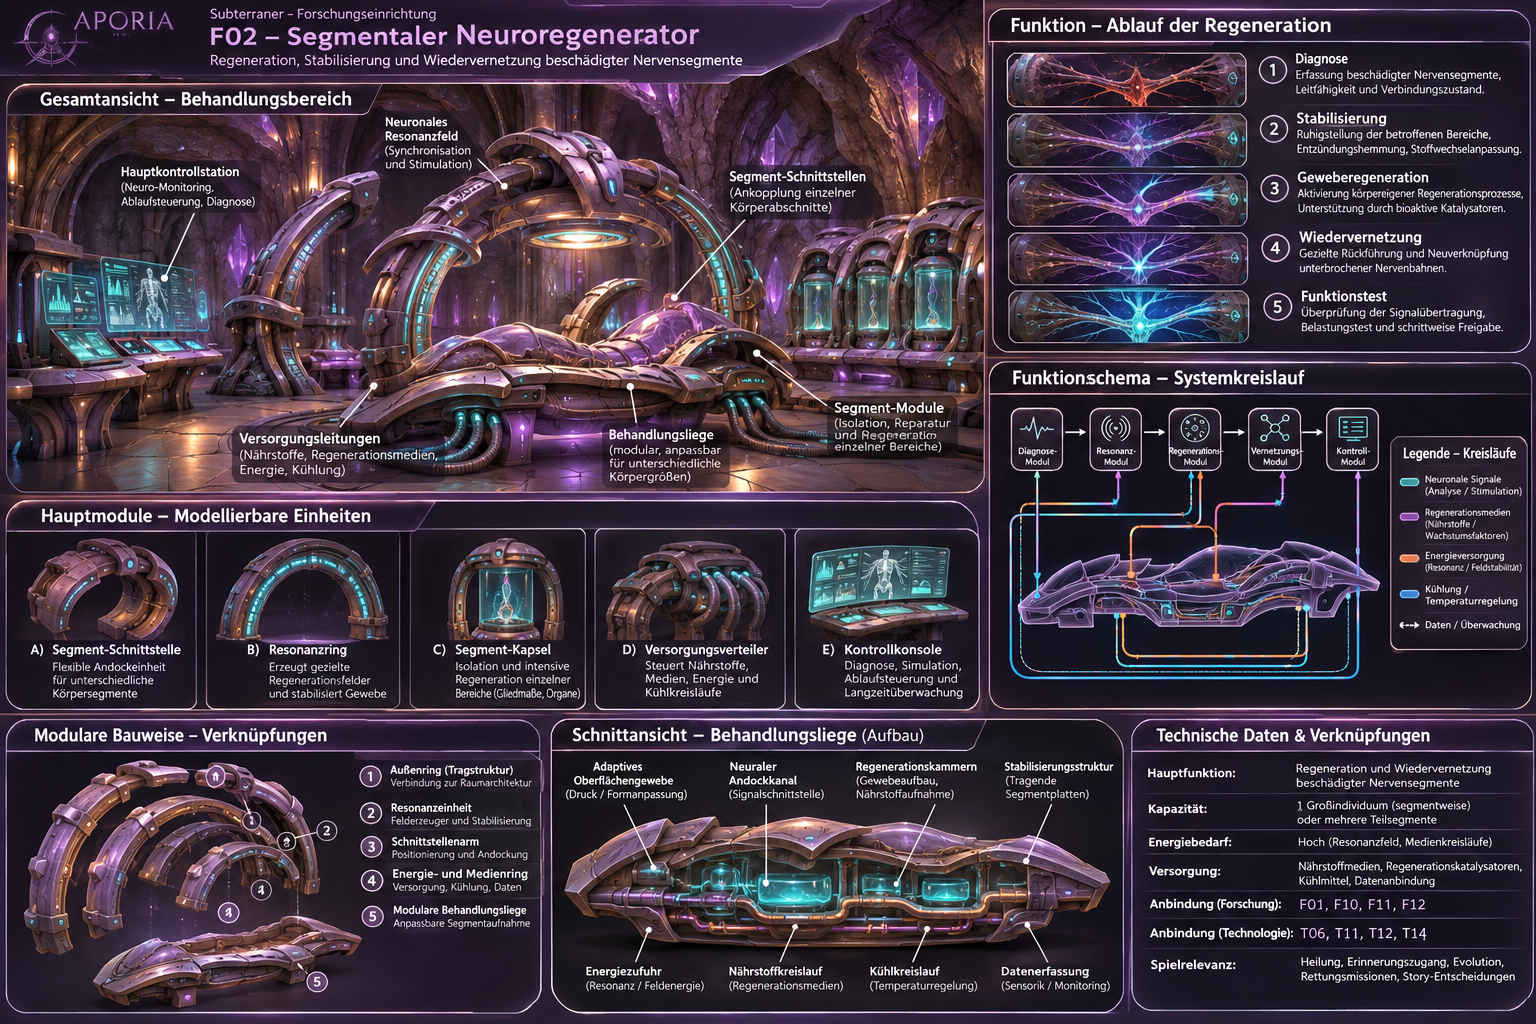 APORIA
Subterraner – Forschungseinrichtung
F02 – Segmentaler Neuroregenerator
Regeneration, Stabilisierung und Wiedervernetzung beschädigter Nervensegmente
Gesamtansicht – Behandlungsbereich
Neuronales
Resonanzfeld
(Synchronisation
und Stimulation)
Hauptkontrollstation
(Neuro-Monitoring,
Ablaufsteuerung, Diagnose)
Segment-Schnittstellen
(Ankopplung einzelner
Körperabschnitte)
Versorgungsleitungen
(Nährstoffe, Regenerationsmedien,
Energie, Kühlung)
Behandlungsliege
(modular, anpassbar
für unterschiedliche
Körpergrößen)
Segment-Module
(Isolation, Reparatur
und Regeneration
einzelner Bereiche)
Funktion – Ablauf der Regeneration
1 Diagnose
Erfassung beschädigter Nervensegmente,
Leitfähigkeit und Verbindungszustand.
2 Stabilisierung
Ruhigstellung der betroffenen Bereiche,
Entzündungshemmung, Stoffwechselanpassung.
3 Geweberegeneration
Aktivierung körpereigener Regenerationsprozesse,
Unterstützung durch bioaktive Katalysatoren.
4 Wiedervernetzung
Gezielte Rückführung und Neuverknüpfung
unterbrochener Nervenbahnen.
5 Funktionstest
Überprüfung der Signalübertragung,
Belastungstest und schrittweise Freigabe.
Funktionsschema – Systemkreislauf
Diagnose-
Modul
Resonanz-
Modul
Regenerations-
Modul
Vernetzungs-
Modul
Kontroll-
Modul
Legende – Kreisläufe
Neuronale Signale
(Analyse / Stimulation)
Regenerationsmedien
(Nährstoffe /
Wachstumsfaktoren)
Energieversorgung
(Resonanz / Feldstabilität)
Kühlung /
Temperaturregelung
Daten / Überwachung
Hauptmodule – Modellierbare Einheiten
A) Segment-Schnittstelle
Flexible Andockeinheit
für unterschiedliche
Körpersegmente
B) Resonanzring
Erzeugt gezielte
Regenerationsfelder
und stabilisiert Gewebe
C) Segment-Kapsel
Isolation und intensive
Regeneration einzelner
Bereiche (Gliedmaße, Organe)
D) Versorgungsverteiler
Steuert Nährstoffe,
Medien, Energie und
Kühlkreisläufe
E) Kontrollkonsole
Diagnose, Simulation,
Ablaufsteuerung und
Langzeitüberwachung
Modulare Bauweise – Verknüpfungen
1
2
4
5
1 Außenring (Tragstruktur)
Verbindung zur Raumarchitektur
2 Resonanzeinheit
Felderzeuger und Stabilisierung
3 Schnittstellenarm
Positionierung und Andockung
4 Energie- und Medienring
Versorgung, Kühlung, Daten
5 Modulare Behandlungsliege
Anpassbare Segmentaufnahme
Schnittansicht – Behandlungsliege (Aufbau)
Adaptives
Oberflächengewebe
(Druck / Formanpassung)
Neuraler
Andockkanal
(Signalschnittstelle)
Regenerationskammern
(Gewebeaufbau,
Nährstoffaufnahme)
Stabilisierungsstruktur
(Tragende
Segmentplatten)
Energiezufuhr
(Resonanz / Feldenergie)
Nährstoffkreislauf
(Regenerationsmedien)
Kühlkreislauf
(Temperaturregelung)
Datenerfassung
(Sensorik / Monitoring)
Technische Daten & Verknüpfungen
Hauptfunktion: Regeneration und Wiedervernetzung
beschädigter Nervensegmente
Kapazität: 1 Großindividuum (segmentweise)
oder mehrere Teilsegmente
Energiebedarf: Hoch (Resonanzfeld, Medienkreisläufe)
Versorgung: Nährstoffmedien, Regenerationskatalysatoren,
Kühlmittel, Datenanbindung
Anbindung (Forschung): F01, F10, F11, F12
Anbindung (Technologie): T06, T11, T12, T14
Spielrelevanz: Heilung, Erinnerungszugang, Evolution,
Rettungsmissionen, Story-Entscheidungen